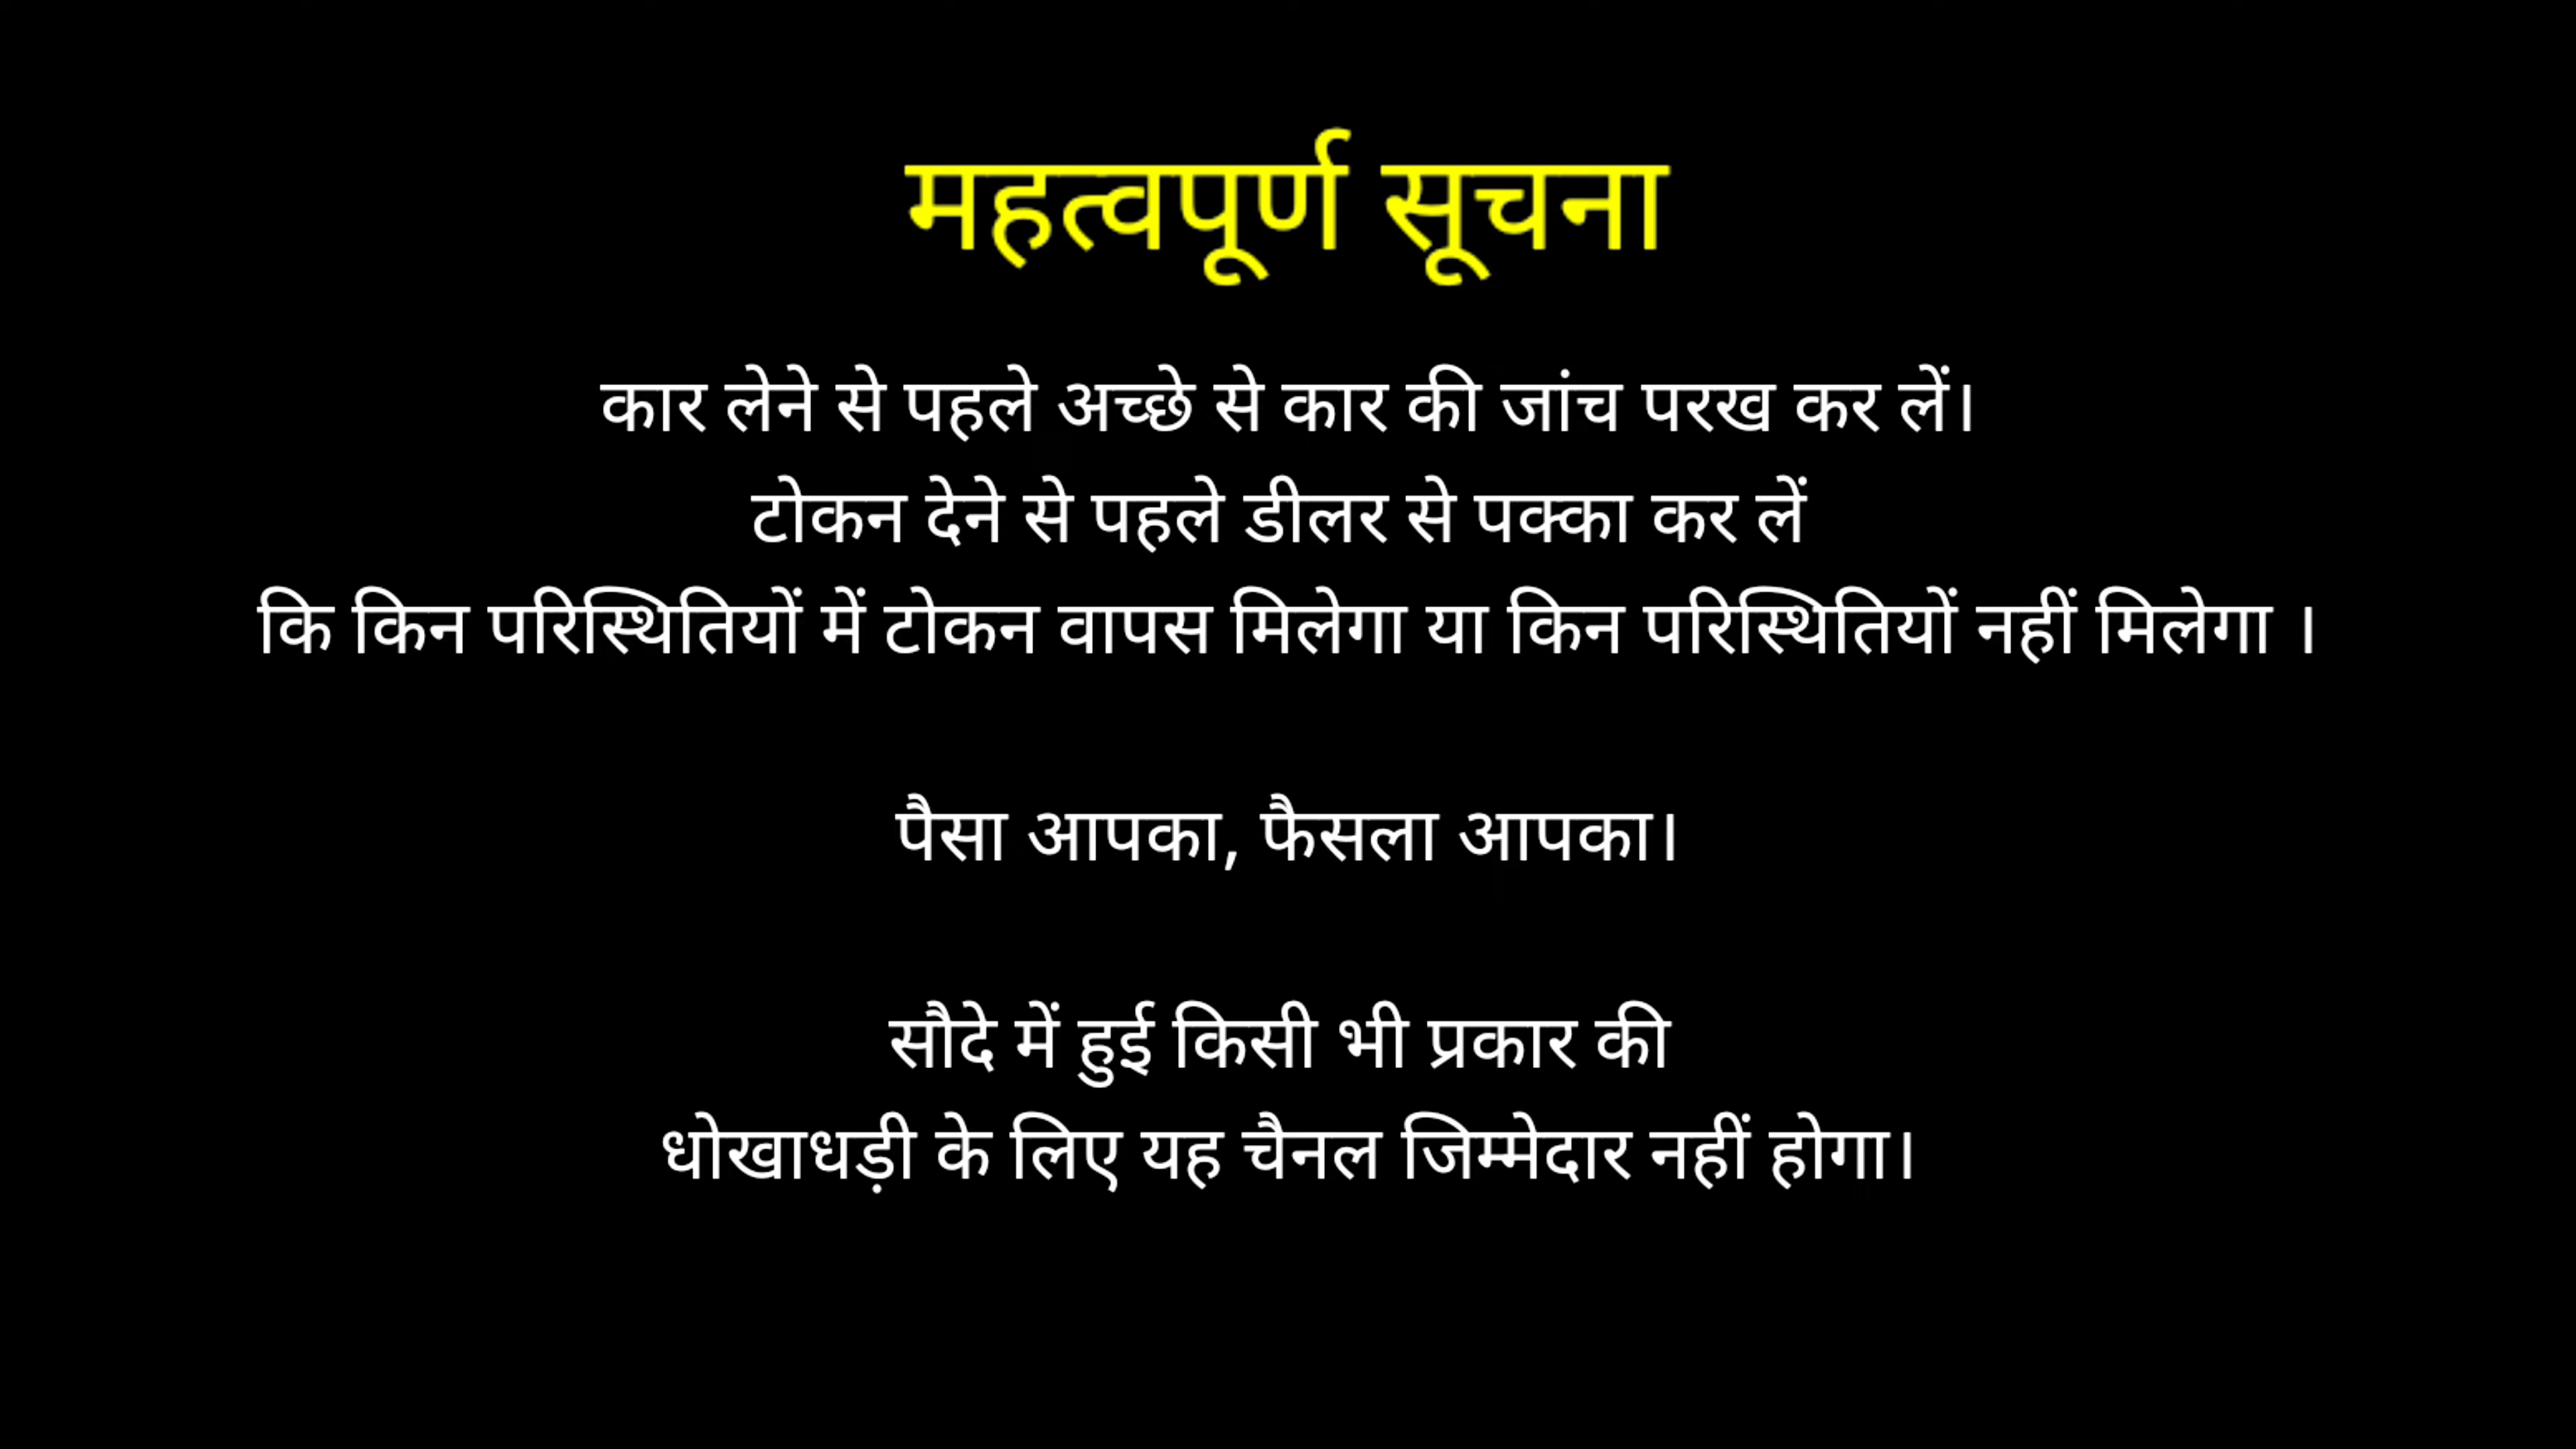 महत्वपूर्ण सूचना
कार लेने से पहले अच्छे से कार की जांच परख कर लें।
टोकन देने से पहले डीलर से पक्का कर लें
कि किन परिस्थितियों में टोकन वापस मिलेगा या किन परिस्थितियों नहीं मिलेगा ।
पैसा आपका, फैसला आपका।
सौदे में हुई किसी भी प्रकार की
धोखाधड़ी के लिए यह चैनल जिम्मेदार नहीं होगा।